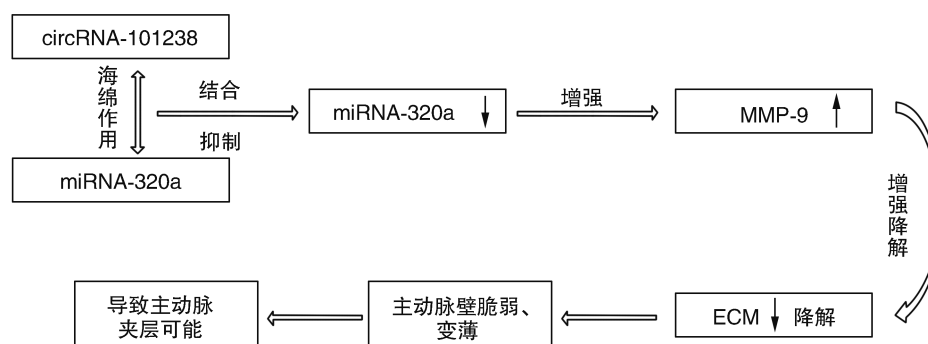 circRNA-101238
海绵作用
结合
抑制
miRNA-320a
miRNA-320a
增强
MMP-9
增强降解
ECM 降解
主动脉壁脆弱、
变薄
导致主动脉
夹层可能